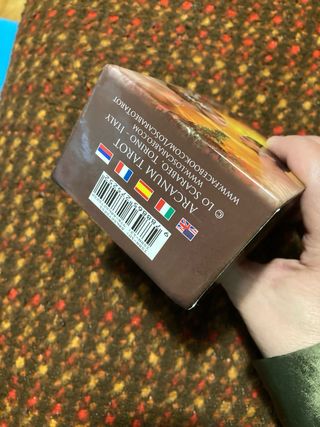 ARCANUM TAROT
© LO SCARABEO TORINO - ITALY
WWW.LOSCARABEO.COM
WWW.FACEBOOK.COM/LOSCARABEOTAROT